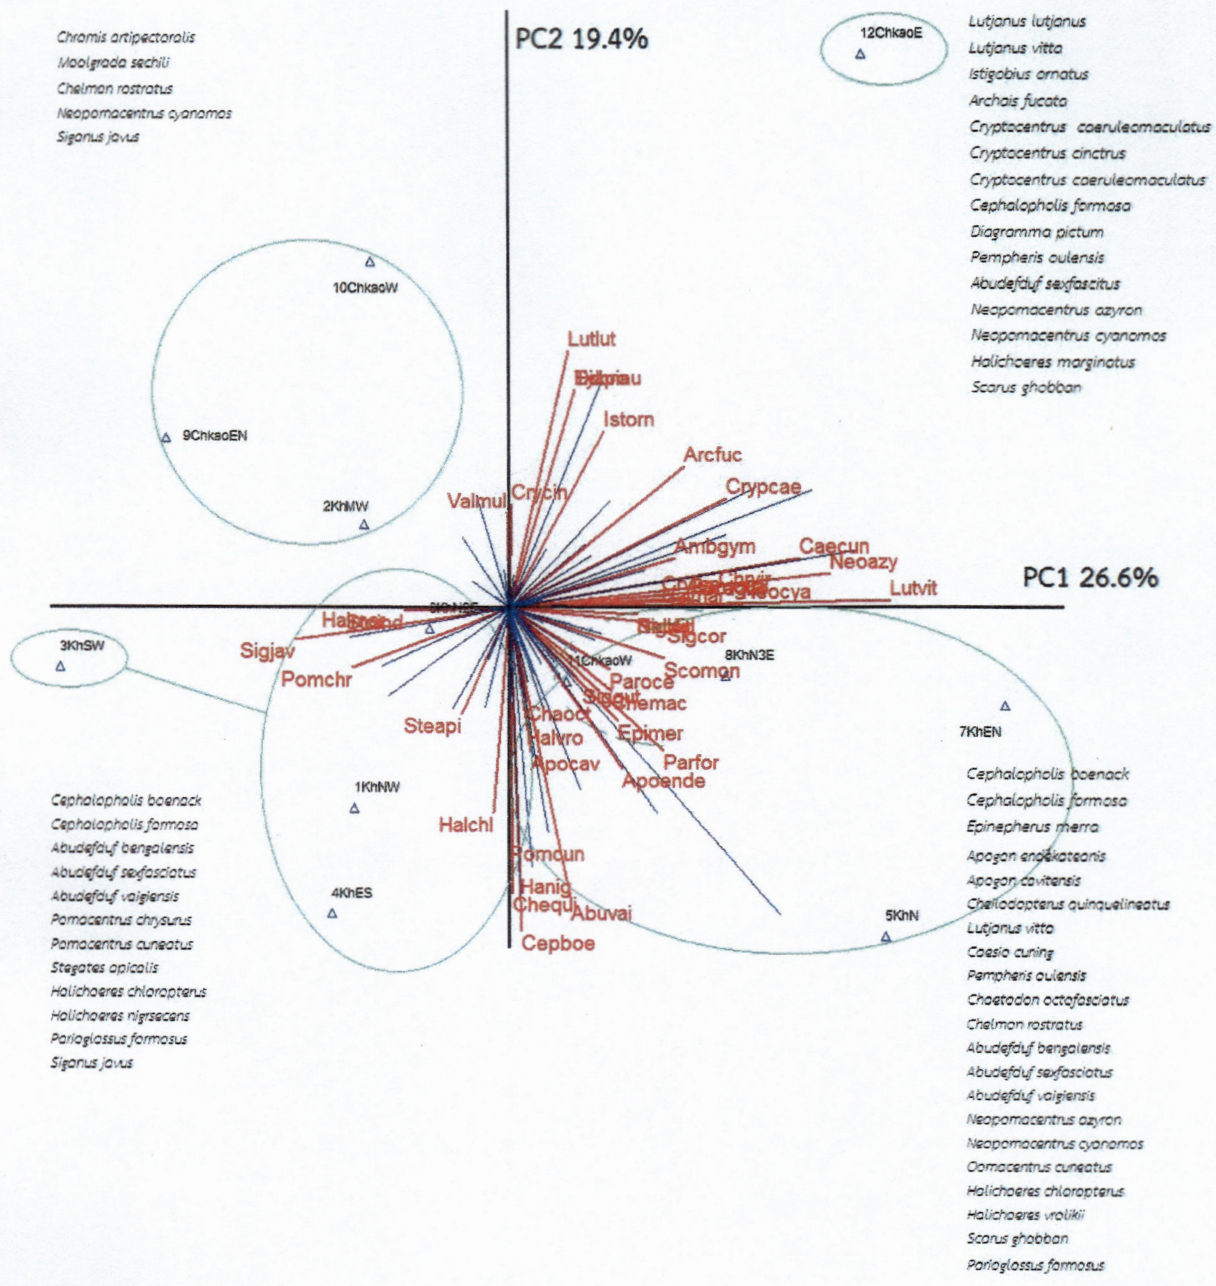 Chromis artipectoralis
Moolgrada sechili
Chelmon rostratus
Neopomacentrus cyanomos
Siganus javus
PC2 19.4%
12ChkaoE
Lutjanus lutjanus
Lutjanus vitta
Istigobius ornatus
Archais fucata
Cryptocentrus caeruleomaculatus
Cryptocentrus cinctrus
Cryptocentrus caeruleomaculatus
Cephalopholis formosa
Diagramma pictum
Pempheris oulensis
Abudefduf sexfascitus
Neopomacentrus azyron
Neopomacentrus cyanomos
Halichoeres marginatus
Scarus ghobban
10ChkaoW
9ChkaoEN
2KhMW
Lutlut
Istorn
Arcfuc
Valmul
Crycin
Crypcae
Ambgym
Caecun
Neoazy
PC1 26.6%
Lutvit
Sigjav
Pomchr
3KhSW
Sigcor
Scomon
8KhN3E
11ChkaoW
Paroce
Chemac
Chaoct
Steapi
Epimer
Parfor
Apocav
Apoende
7KhEN
1KhNW
Halchl
4KhES
Pomcun
Hanig
Chequi
Abuvai
Cepboe
5KhN
Cephalopholis boenack
Cephalopholis formosa
Abudefduf bengalensis
Abudefduf sexfasciatus
Abudefduf vaigiensis
Pomacentrus chrysurus
Pomacentrus cuneatus
Stegates apicalis
Halichoeres chloropterus
Halichoeres nigrsecens
Parioglossus formosus
Siganus javus
Cephalopholis boenack
Cephalopholis formosa
Epinepherus merra
Apogon endekateanis
Apogon cavitensis
Cheilodopterus quinquelineatus
Lutjanus vitta
Caesio cuning
Pempheris oulensis
Chaetodon octofasciatus
Chelmon rostratus
Abudefduf bengalensis
Abudefduf sexfasciatus
Abudefduf vaigiensis
Neopomacentrus azyron
Neopomacentrus cyanomos
Oomacentrus cuneatus
Halichoeres chloropterus
Halichoeres vrolikii
Scarus ghobban
Parioglossus formosus